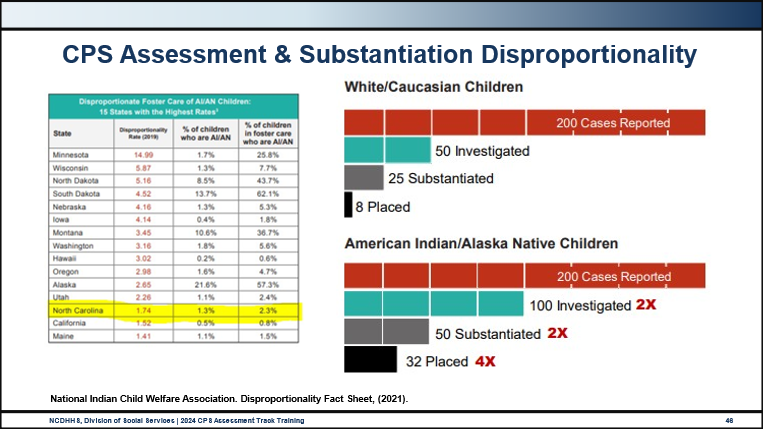 CPS Assessment & Substantiation Disproportionality
Disproportionate Foster Care of AI/AN Children:
15 States with the Highest Rates¹
State
Disproportionality
Rate (2019)
% of children
who are AI/AN
% of children
in foster care
who are AI/AN
Minnesota 14.99 1.7% 25.8%
Wisconsin 5.87 1.3% 7.7%
North Dakota 5.16 8.5% 43.7%
South Dakota 4.52 13.7% 62.1%
Nebraska 4.16 1.3% 5.3%
Iowa 4.14 0.4% 1.8%
Montana 3.45 10.6% 36.7%
Washington 3.16 1.8% 5.6%
Hawaii 3.02 0.2% 0.6%
Oregon 2.98 1.6% 4.7%
Alaska 2.65 21.6% 57.3%
Utah 2.26 1.1% 2.4%
North Carolina 1.74 1.3% 2.3%
California 1.52 0.5% 0.8%
Maine 1.41 1.1% 1.5%
White/Caucasian Children
200 Cases Reported
50 Investigated
25 Substantiated
8 Placed
American Indian/Alaska Native Children
200 Cases Reported
100 Investigated 2X
50 Substantiated 2X
32 Placed 4X
National Indian Child Welfare Association. Disproportionality Fact Sheet, (2021).
NCDHHS, Division of Social Services | 2024 CPS Assessment Track Training
46